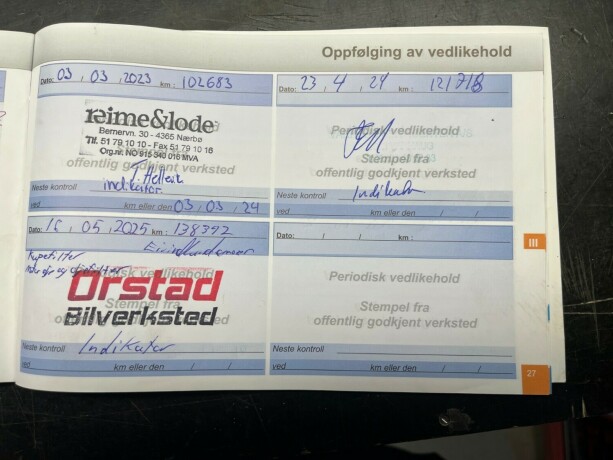 Oppfølging av vedlikehold
Dato: 03 , 03 , 2023 km : 102683
reime&lode
Bernervn. 30 - 4365 Nærbø
Tlf. 51 79 10 10 - Fax 51 79 10 16
Org.nr. NO 915 340 016 MVA
offentlig godkjent verksted
Neste kontroll indikator
ved km eller den 03 , 03 , 24
Dato: 23 , 4 , 24 km : 121718
Periodisk vedlikehold
Stempel fra
offentlig godkjent verksted
Neste kontroll Indikator
ved km eller den / /
16 , 05 , 2025 km : 138392
Kupefilter
Periodisk vedlikehold
Orstad
Stempel fra
Bilverksted
offentlig godkjent verksted
Neste kontroll Indikator
ved km eller den / /
Dato: / / km :
Periodisk vedlikehold
Stempel fra
offentlig godkjent verksted
Neste kontroll
ved km eller den / /
III
27